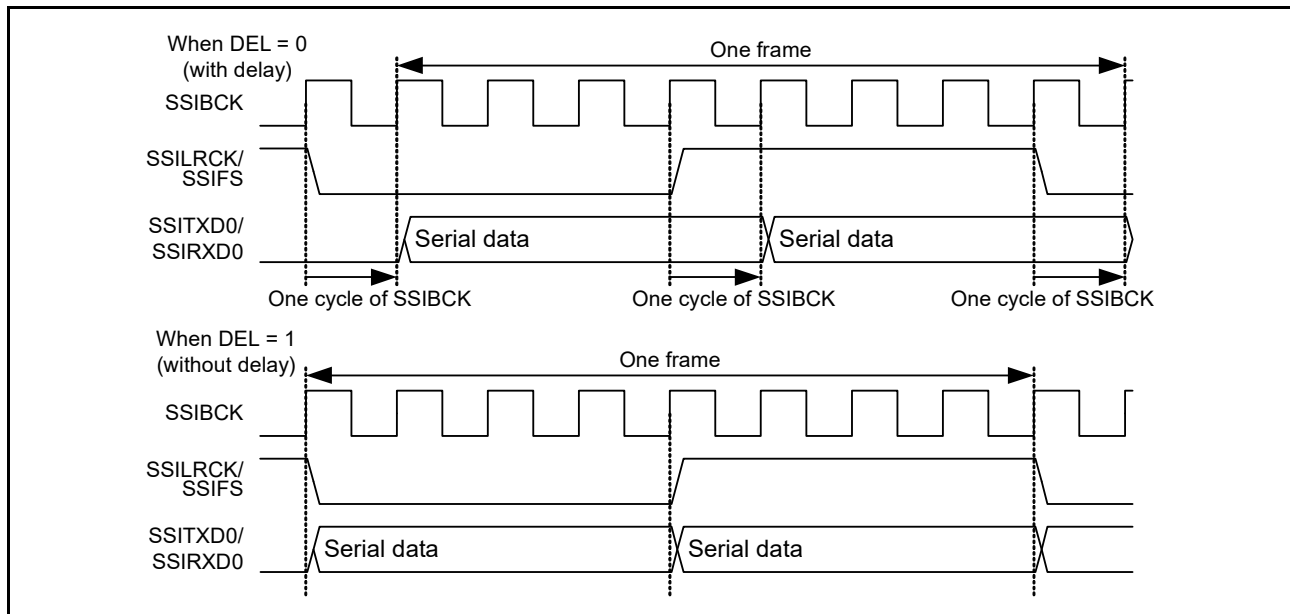 When DEL = 0
(with delay)
One frame
SSIBCK
SSILRCK/
SSIFS
SSITXD0/
SSIRXD0
Serial data
Serial data
One cycle of SSIBCK
One cycle of SSIBCK
One cycle of SSIBCK
When DEL = 1
(without delay)
One frame
SSIBCK
SSILRCK/
SSIFS
SSITXD0/
SSIRXD0
Serial data
Serial data